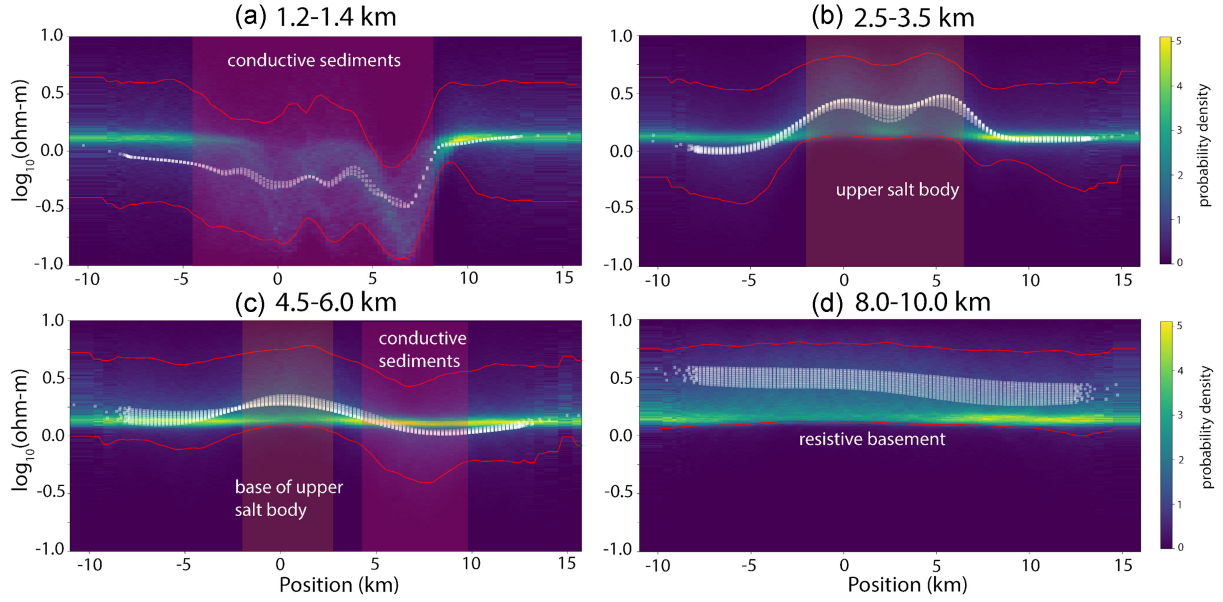 (a) 1.2-1.4 km
(b) 2.5-3.5 km
1.0
0.5
0.0
-0.5
-1.0
log10(ohm-m)
conductive sediments
-10 -5 0 5 10 15
1.0
0.5
0.0
-0.5
-1.0
upper salt body
-10 -5 0 5 10 15
5
4
3
2
1
0
probability density
(c) 4.5-6.0 km
(d) 8.0-10.0 km
1.0
0.5
0.0
-0.5
-1.0
log10(ohm-m)
conductive
sediments
base of upper
salt body
-10 -5 0 5 10 15
Position (km)
1.0
0.5
0.0
-0.5
-1.0
resistive basement
-10 -5 0 5 10 15
Position (km)
5
4
3
2
1
0
probability density